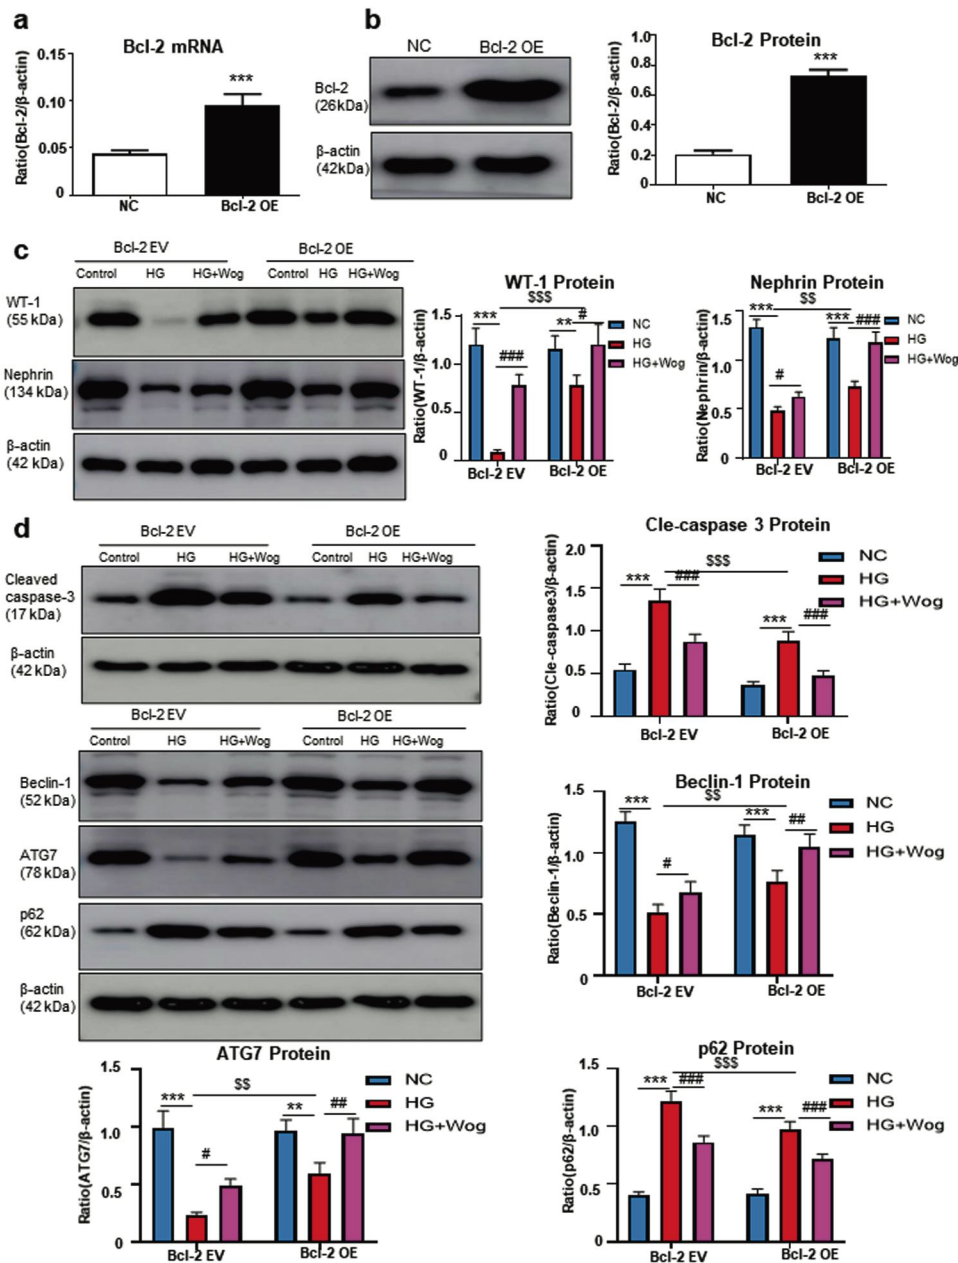 a
Bcl-2 mRNA
Ratio(Bcl-2/β-actin)
0.15
0.10
0.05
0
***
NC
Bcl-2 OE
b
NC
Bcl-2 OE
Bcl-2
(26kDa)
β-actin
(42kDa)
Bcl-2 Protein
Ratio(Bcl-2/β-actin)
1.0
0.8
0.6
0.4
0.2
0
***
NC
Bcl-2 OE
c
Bcl-2 EV
Bcl-2 OE
Control
HG
HG+Wog
Control
HG
HG+Wog
WT-1
(55 kDa)
Nephrin
(134 kDa)
β-actin
(42 kDa)
WT-1 Protein
Ratio(WT-1/β-actin)
1.5
1.0
0.5
0
$$$
***
###
**
#
NC
HG
HG+Wog
Bcl-2 EV
Bcl-2 OE
Nephrin Protein
Ratio(Nephrin/β-actin)
1.5
1.0
0.5
0
$$
***
#
***
###
NC
HG
HG+Wog
Bcl-2 EV
Bcl-2 OE
d
Bcl-2 EV
Bcl-2 OE
Control
HG
HG+Wog
Control
HG
HG+Wog
Cleaved
caspase-3
(17 kDa)
β-actin
(42 kDa)
Cle-caspase 3 Protein
Ratio(Cle-caspase3/β-actin)
2.0
1.5
1.0
0.5
0
$$$
***
###
***
###
NC
HG
HG+Wog
Bcl-2 EV
Bcl-2 OE
Bcl-2 EV
Bcl-2 OE
Control
HG
HG+Wog
Control
HG
HG+Wog
Beclin-1
(52 kDa)
ATG7
(78 kDa)
p62
(62 kDa)
β-actin
(42 kDa)
Beclin-1 Protein
Ratio(Beclin-1/β-actin)
1.5
1.0
0.5
0
$$
***
#
***
##
NC
HG
HG+Wog
Bcl-2 EV
Bcl-2 OE
ATG7 Protein
Ratio(ATG7/β-actin)
1.5
1.0
0.5
0
$$
***
#
**
##
NC
HG
HG+Wog
Bcl-2 EV
Bcl-2 OE
p62 Protein
Ratio(p62/β-actin)
1.5
1.0
0.5
0
$$$
***
###
***
###
NC
HG
HG+Wog
Bcl-2 EV
Bcl-2 OE